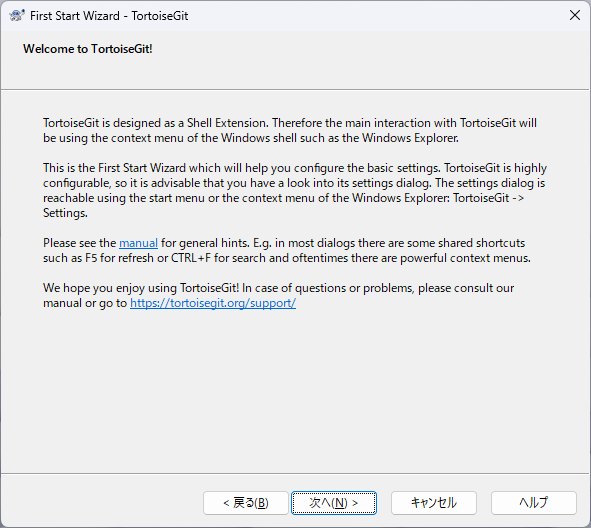 First Start Wizard - TortoiseGit
Welcome to TortoiseGit!
TortoiseGit is designed as a Shell Extension. Therefore the main interaction with TortoiseGit will
be using the context menu of the Windows shell such as the Windows Explorer.
This is the First Start Wizard which will help you configure the basic settings. TortoiseGit is highly
configurable, so it is advisable that you have a look into its settings dialog. The settings dialog is
reachable using the start menu or the context menu of the Windows Explorer: TortoiseGit ->
Settings.
Please see the manual for general hints. E.g. in most dialogs there are some shared shortcuts
such as F5 for refresh or CTRL+F for search and oftentimes there are powerful context menus.
We hope you enjoy using TortoiseGit! In case of questions or problems, please consult our
manual or go to https://tortoisegit.org/support/
< 戻る(B) 次へ(N) > キャンセル ヘルプ